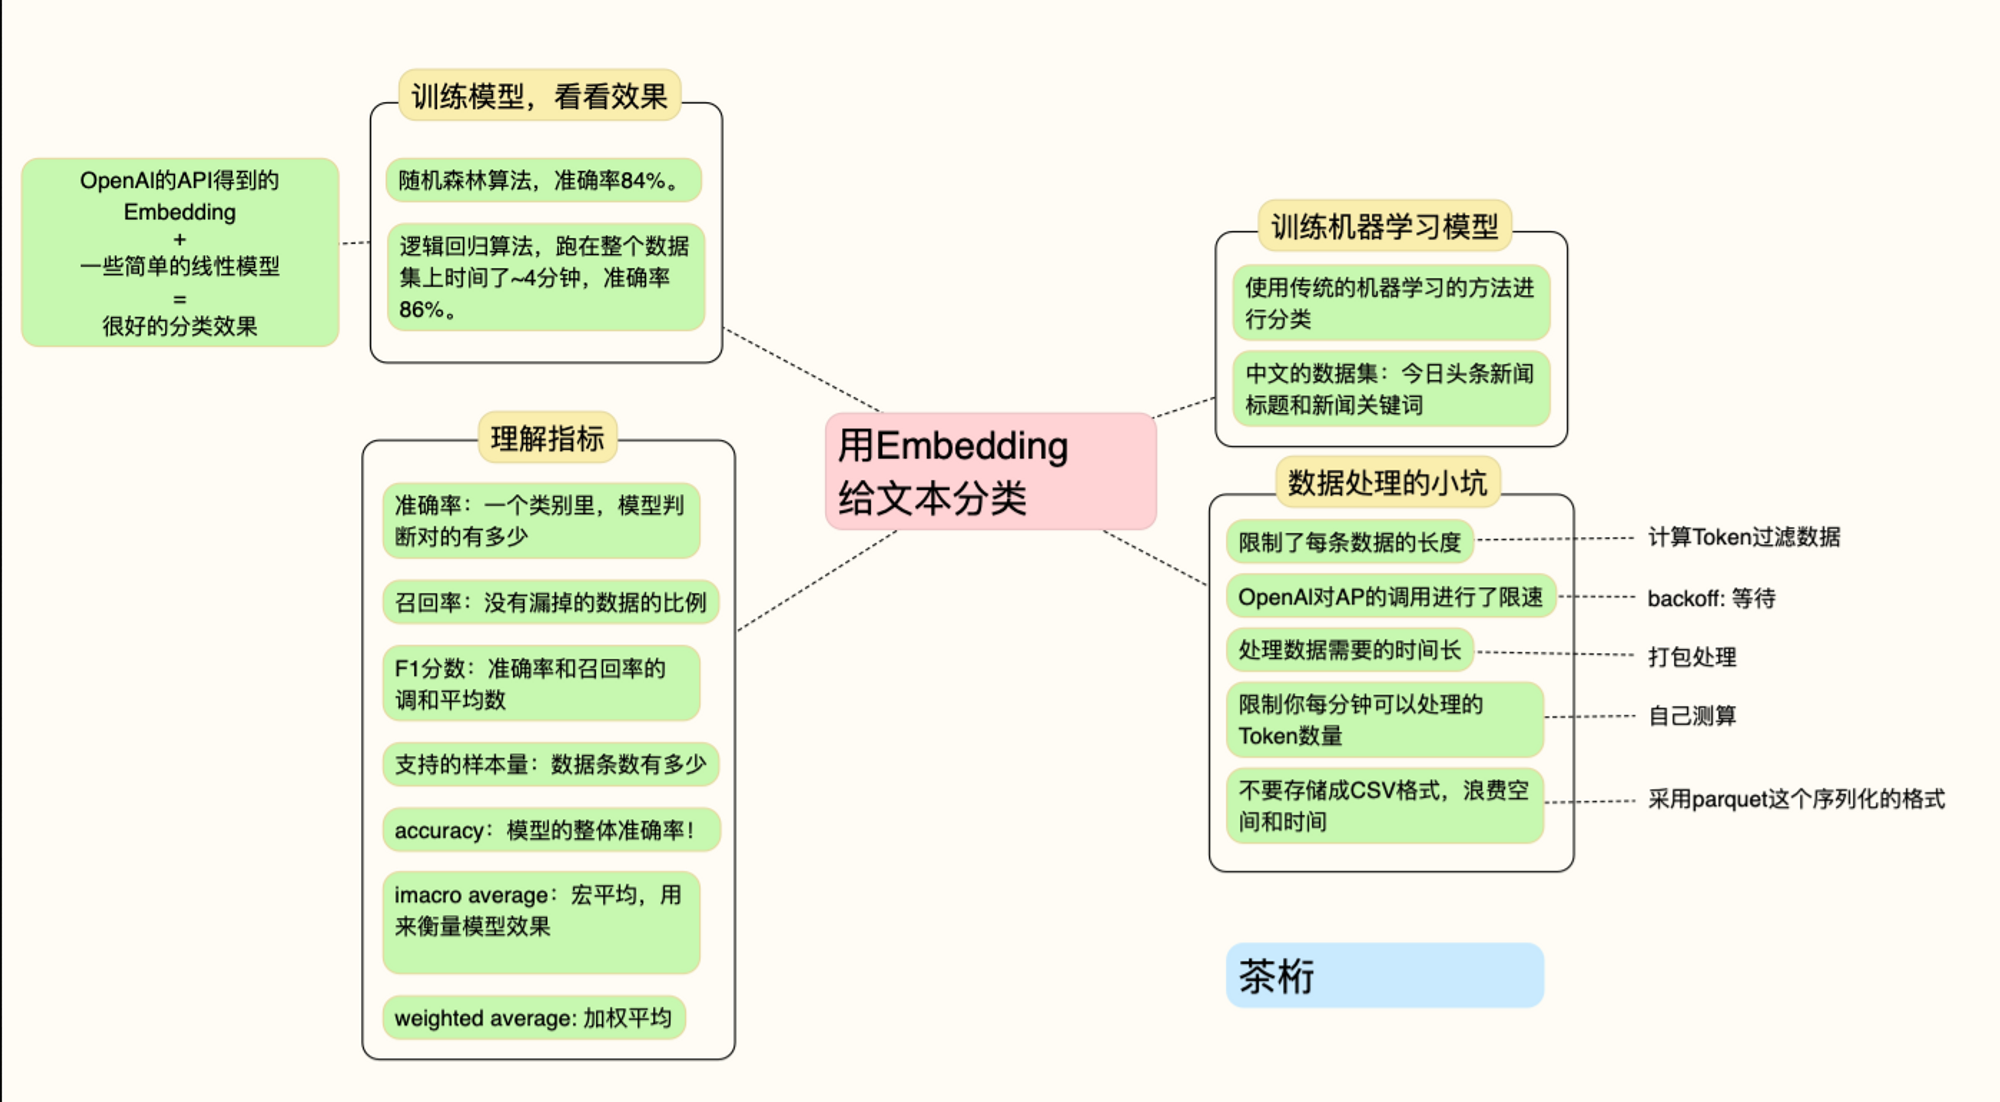 训练模型，看看效果
随机森林算法，准确率84%。
逻辑回归算法，跑在整个数据
集上时间了~4分钟，准确率
86%。
OpenAI的API得到的
Embedding
+
一些简单的线性模型
=
很好的分类效果
理解指标
准确率：一个类别里，模型判
断对的有多少
召回率：没有漏掉的数据的比例
F1分数：准确率和召回率的
调和平均数
支持的样本量：数据条数有多少
accuracy：模型的整体准确率！
imacro average：宏平均，用
来衡量模型效果
weighted average: 加权平均
用Embedding
给文本分类
训练机器学习模型
使用传统的机器学习的方法进
行分类
中文的数据集：今日头条新闻
标题和新闻关键词
数据处理的小坑
限制了每条数据的长度
计算Token过滤数据
OpenAI对AP的调用进行了限速
backoff: 等待
处理数据需要的时间长
打包处理
限制你每分钟可以处理的
Token数量
自己测算
不要存储成CSV格式，浪费空
间和时间
采用parquet这个序列化的格式
茶桁